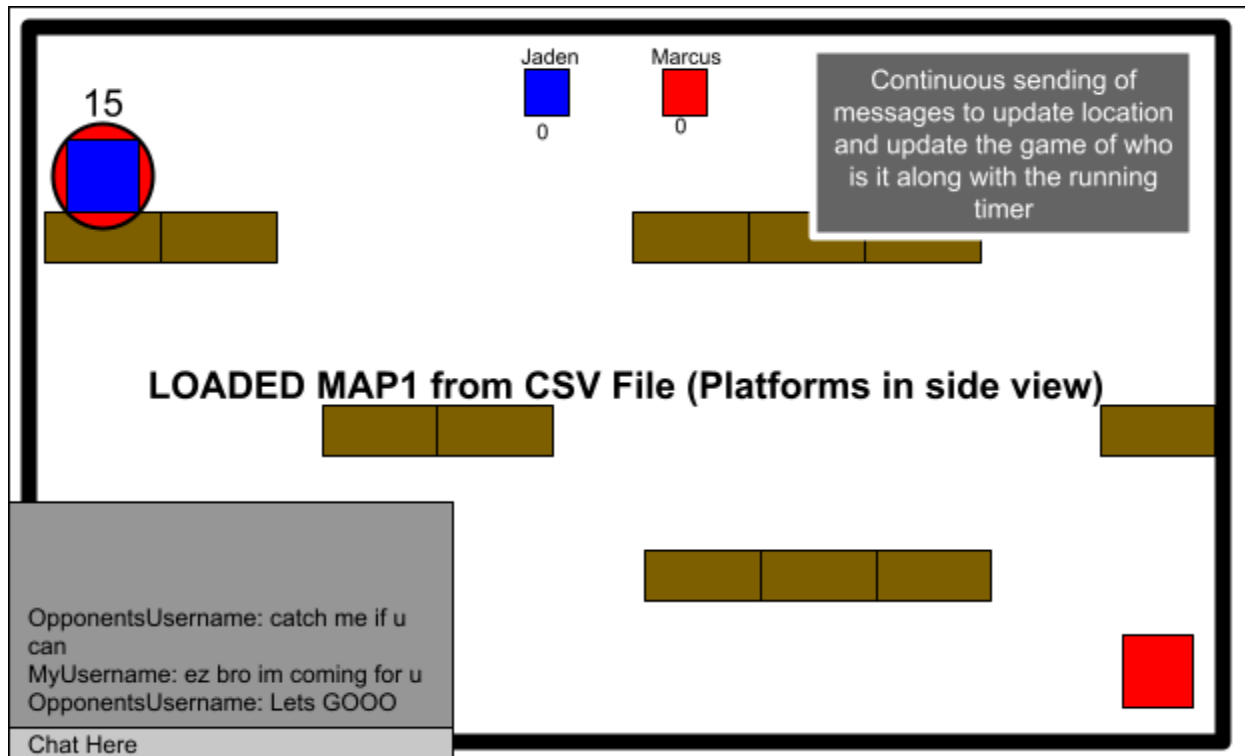 Jaden
Marcus
0
0
15
Continuous sending of
messages to update location
and update the game of who
is it along with the running
timer
LOADED MAP1 from CSV File (Platforms in side view)
OpponentsUsername: catch me if u
can
MyUsername: ez bro im coming for u
OpponentsUsername: Lets GOOO
Chat Here